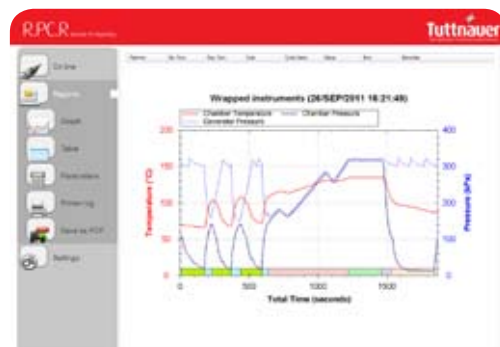 R.PC.R
Tuttnauer
On line
Reports
Graph
Table
Parameters
Printer Log
Save as PDF
Settings
Wrapped instruments (26/SEP/2011 16:21:49)
Chamber Temperature
Chamber Pressure
Generator Pressure
Temperature (°C)
200
150
100
50
0
Pressure (kPa)
400
300
200
100
0
0
500
1000
1500
Total Time (seconds)